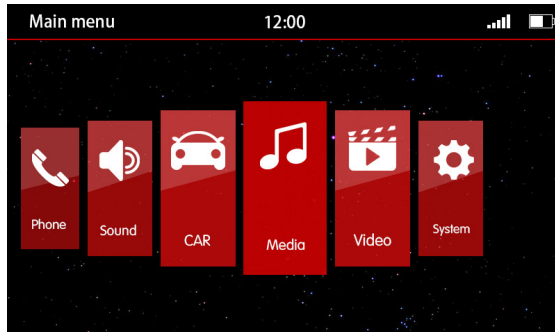 Main menu 12:00
Phone
Sound
CAR
Media
Video
System